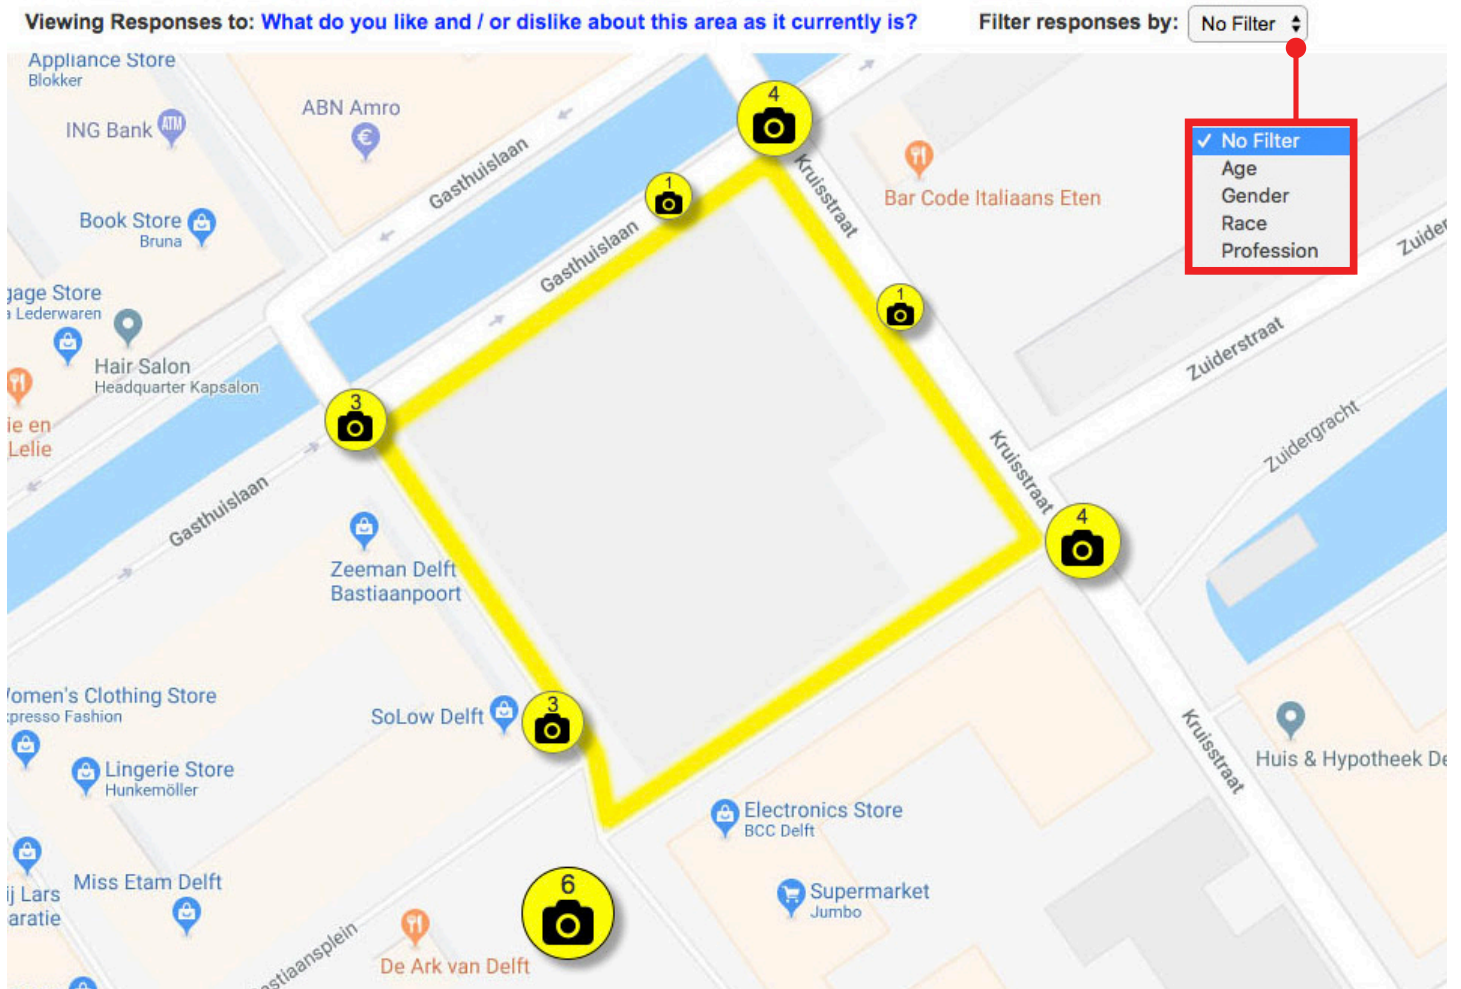 Viewing Responses to: What do you like and / or dislike about this area as it currently is?
Filter responses by: No Filter
No Filter
Age
Gender
Race
Profession
Appliance Store
Blokker
ING Bank
ATM
ABN Amro
€
4
Gasthuislaan
Kruisstraat
Bar Code Italiaans Eten
1
Book Store
Bruna
Gasthuislaan
Zuider
gage Store
a Lederwaren
1
Hair Salon
Headquarter Kapsalon
Zuiderstraat
3
ie en
Lelie
Zuidergracht
Kruisstraat
Gasthuislaan
4
Zeeman Delft
Bastiaanpoort
omen's Clothing Store
xpresso Fashion
SoLow Delft
3
Kruisstraat
Huis & Hypotheek De
Lingerie Store
Hunkemöller
Electronics Store
BCC Delft
6
ij Lars
aratie
Miss Etam Delft
Supermarket
Jumbo
stiaansplein
De Ark van Delft